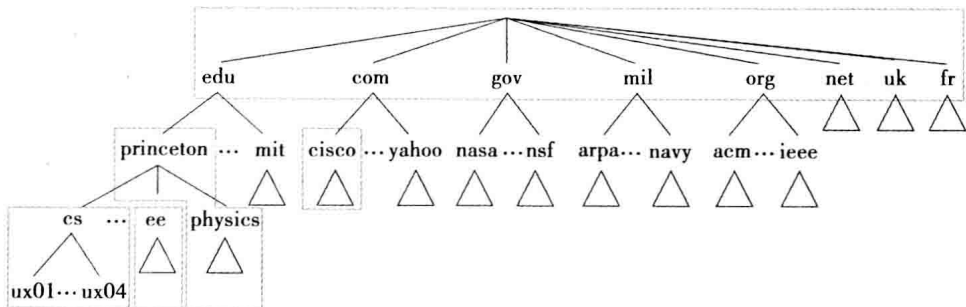 edu com gov mil org net uk fr
princeton ... mit cisco ... yahoo nasa ... nsf arpa ... navy acm ... ieee
cs ... ee physics
ux01 ... ux04